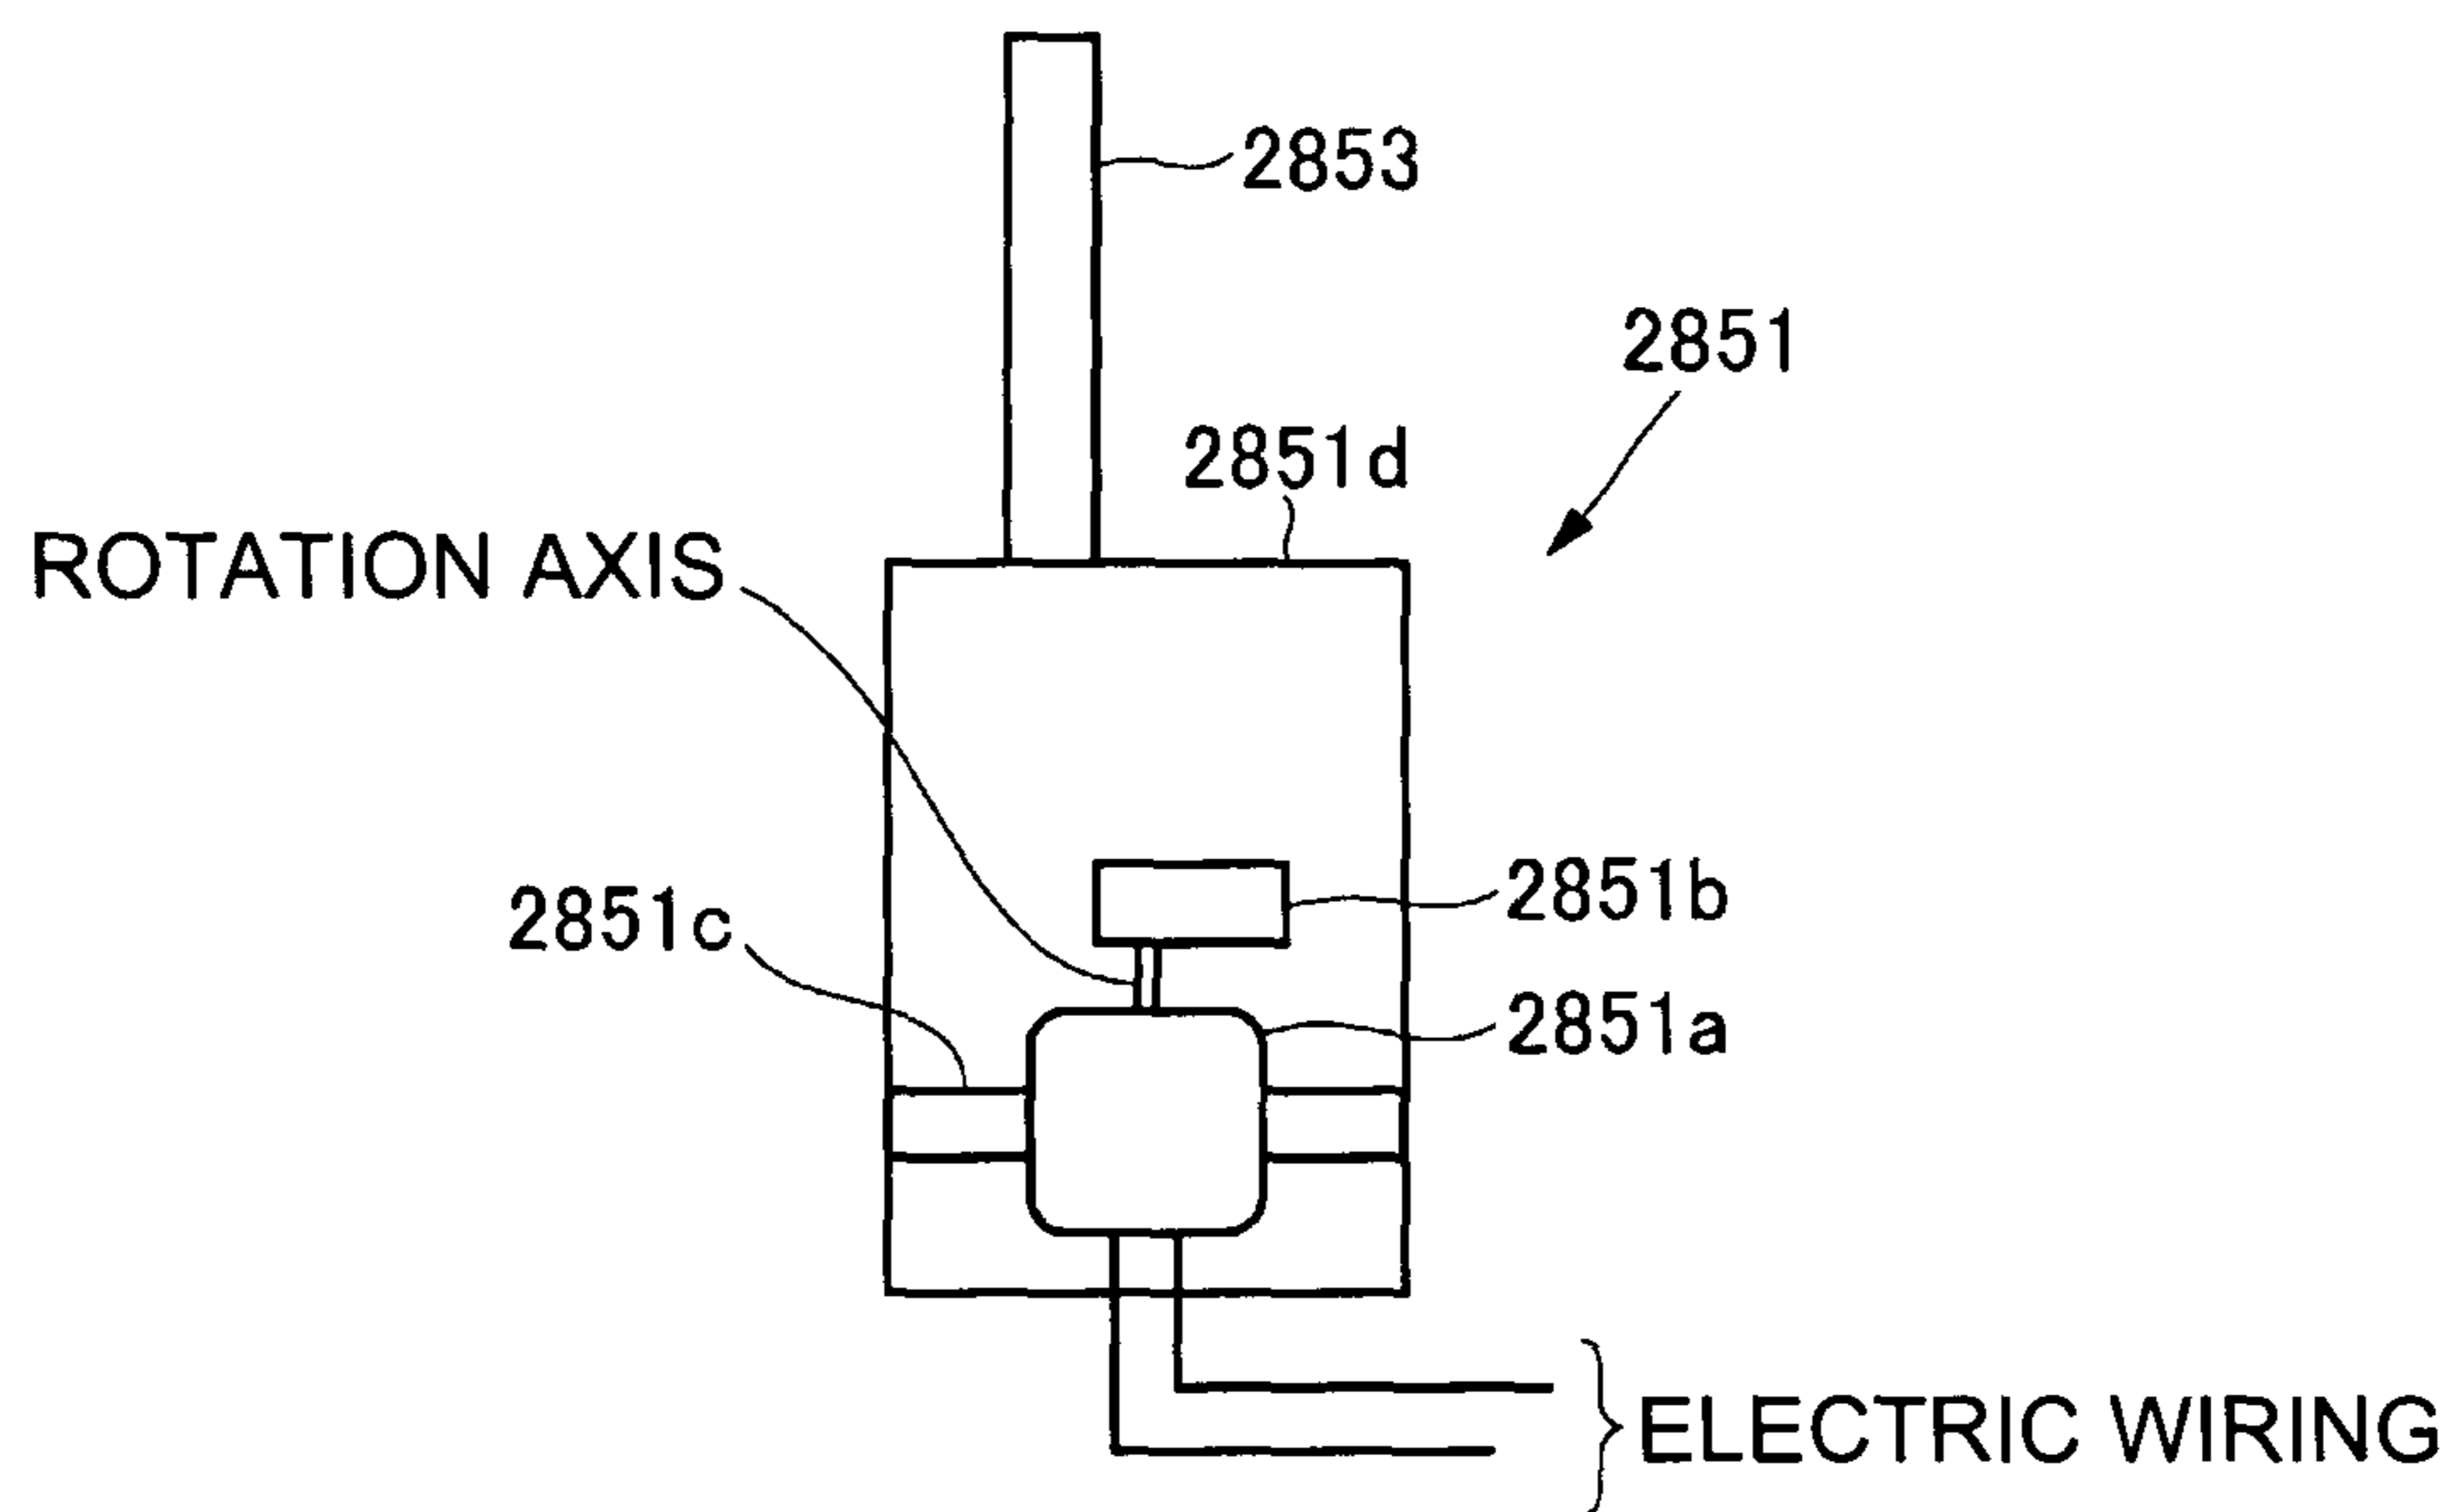 2853
2851
2851d
ROTATION AXIS
2851b
2851c
2851a
ELECTRIC WIRING